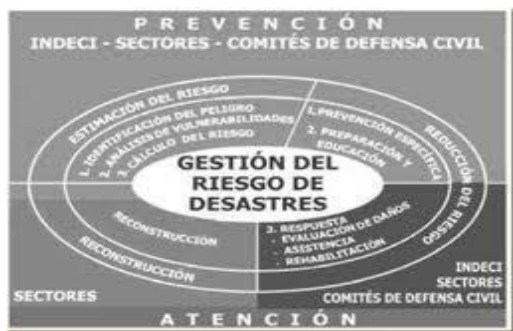 PREVENCIÓN
INDECI - SECTORES - COMITÉS DE DEFENSA CIVIL
ESTIMACIÓN DEL RIESGO
1. IDENTIFICACIÓN DEL PELIGRO
2. ANÁLISIS DE VULNERABILIDADES
3. CÁLCULO DEL RIESGO
1. PREVENCIÓN ESPECÍFICA
2. PREPARACIÓN Y
EDUCACIÓN
REDUCCIÓN DEL RIESGO
GESTIÓN DEL
RIESGO DE
DESASTRES
RECONSTRUCCIÓN
RECONSTRUCCIÓN
3. RESPUESTA
- EVALUACIÓN DE DAÑOS
- ASISTENCIA
- REHABILITACIÓN
SECTORES
INDECI
SECTORES
COMITÉS DE DEFENSA CIVIL
ATENCIÓN